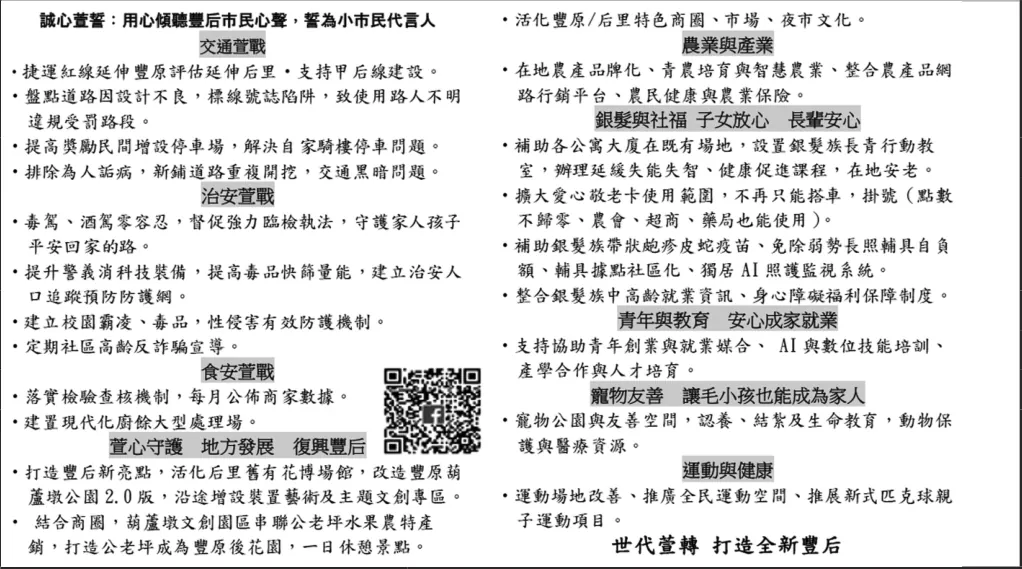 誠心萱誓：用心傾聽豐后市民心聲，誓為小市民代言人
交通萱戰
・捷運紅線延伸豐原評估延伸后里・支持甲后線建設。
・盤點道路因設計不良，標線號誌陷阱，致使用路人不明
違規受罰路段。
・提高獎勵民間增設停車場，解決自家騎樓停車問題。
・排除為人詬病，新鋪道路重複開挖，交通黑暗問題。
治安萱戰
・毒駕、酒駕零容忍，督促強力臨檢執法，守護家人孩子
平安回家的路。
・提升警義消科技裝備，提高毒品快篩量能，建立治安人
口追蹤預防防護網。
・建立校園霸凌、毒品，性侵害有效防護機制。
・定期社區高齡反詐騙宣導。
食安萱戰
・落實檢驗查核機制，每月公佈商家數據。
・建置現代化廚餘大型處理場。
萱心守護　地方發展　復興豐后
・打造豐后新亮點，活化后里舊有花博場館，改造豐原葫
蘆墩公園2.0版，沿途增設裝置藝術及主題文創專區。
・ 結合商圈，葫蘆墩文創園區串聯公老坪水果農特產
銷，打造公老坪成為豐原後花園，一日休憩景點。
・活化豐原/后里特色商圈、市場、夜市文化。
農業與產業
・在地農產品牌化、青農培育與智慧農業、整合農產品網
路行銷平台、農民健康與農業保險。
銀髮與社福 子女放心　長輩安心
・補助各公寓大廈在既有場地，設置銀髮族長青行動教
室，辦理延緩失能失智、健康促進課程，在地安老。
・擴大愛心敬老卡使用範圍，不再只能搭車，掛號（點數
不歸零、農會、超商、藥局也能使用）。
・補助銀髮族帶狀皰疹皮蛇疫苗、免除弱勢長照輔具自負
額、輔具據點社區化、獨居AI照護監視系統。
・整合銀髮族中高齡就業資訊、身心障礙福利保障制度。
青年與教育　安心成家就業
・支持協助青年創業與就業媒合、 AI與數位技能培訓、
產學合作與人才培育。
寵物友善　讓毛小孩也能成為家人
・寵物公園與友善空間，認養、結紮及生命教育，動物保
護與醫療資源。
運動與健康
・運動場地改善、推廣全民運動空間、推展新式匹克球親
子運動項目。
世代萱轉 打造全新豐后